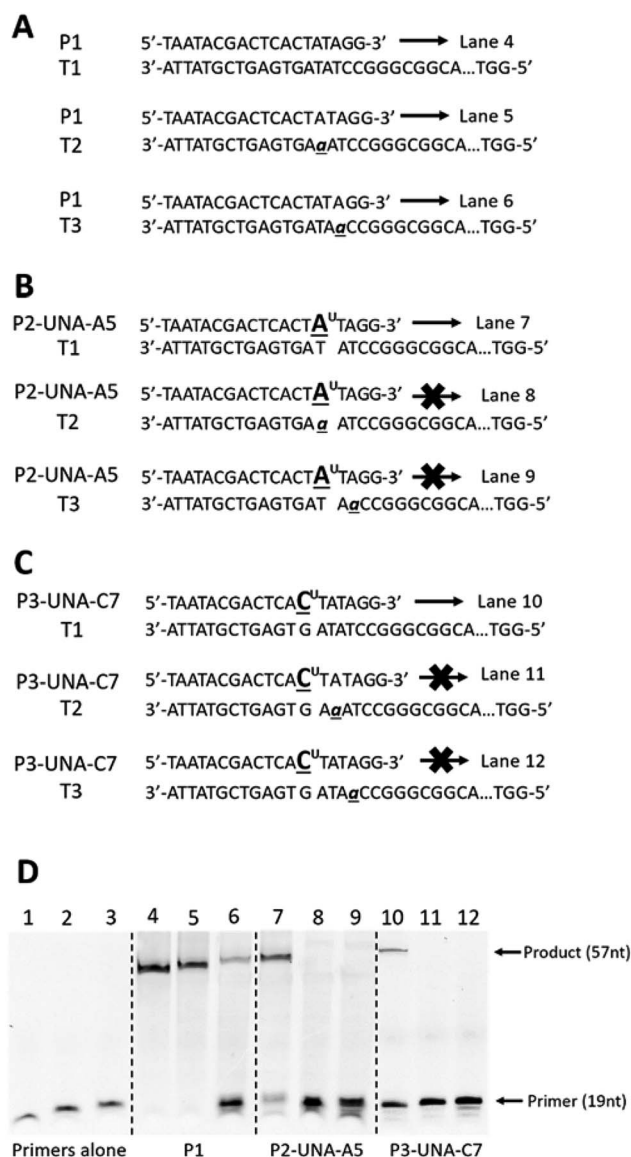 A
P1 5’-TAATACGACTCACTATAGG-3’ Lane 4
T1 3’-ATTATGCTGAGTGATATCCGGGCGGCA...TGG-5’
P1 5’-TAATACGACTCACTATAGG-3’ Lane 5
T2 3’-ATTATGCTGAGTGAaATCCGGGCGGCA...TGG-5’
P1 5’-TAATACGACTCACTATAGG-3’ Lane 6
T3 3’-ATTATGCTGAGTGATAaCCGGGCGGCA...TGG-5’
B
P2-UNA-A5 5’-TAATACGACTCACTAUTAGG-3’ Lane 7
T1 3’-ATTATGCTGAGTGAT ATCCGGGCGGCA...TGG-5’
P2-UNA-A5 5’-TAATACGACTCACTAUTAGG-3’ Lane 8
T2 3’-ATTATGCTGAGTGAa ATCCGGGCGGCA...TGG-5’
P2-UNA-A5 5’-TAATACGACTCACTAUTAGG-3’ Lane 9
T3 3’-ATTATGCTGAGTGAT AaCCGGGCGGCA...TGG-5’
C
P3-UNA-C7 5’-TAATACGACTCACUTATAGG-3’ Lane 10
T1 3’-ATTATGCTGAGT G ATATCCGGGCGGCA...TGG-5’
P3-UNA-C7 5’-TAATACGACTCACUTATAGG-3’ Lane 11
T2 3’-ATTATGCTGAGT G AaATCCGGGCGGCA...TGG-5’
P3-UNA-C7 5’-TAATACGACTCACUTATAGG-3’ Lane 12
T3 3’-ATTATGCTGAGT G ATAaCCGGGCGGCA...TGG-5’
D
1 2 3 4 5 6 7 8 9 10 11 12
Product (57nt)
Primer (19nt)
Primers alone P1 P2-UNA-A5 P3-UNA-C7